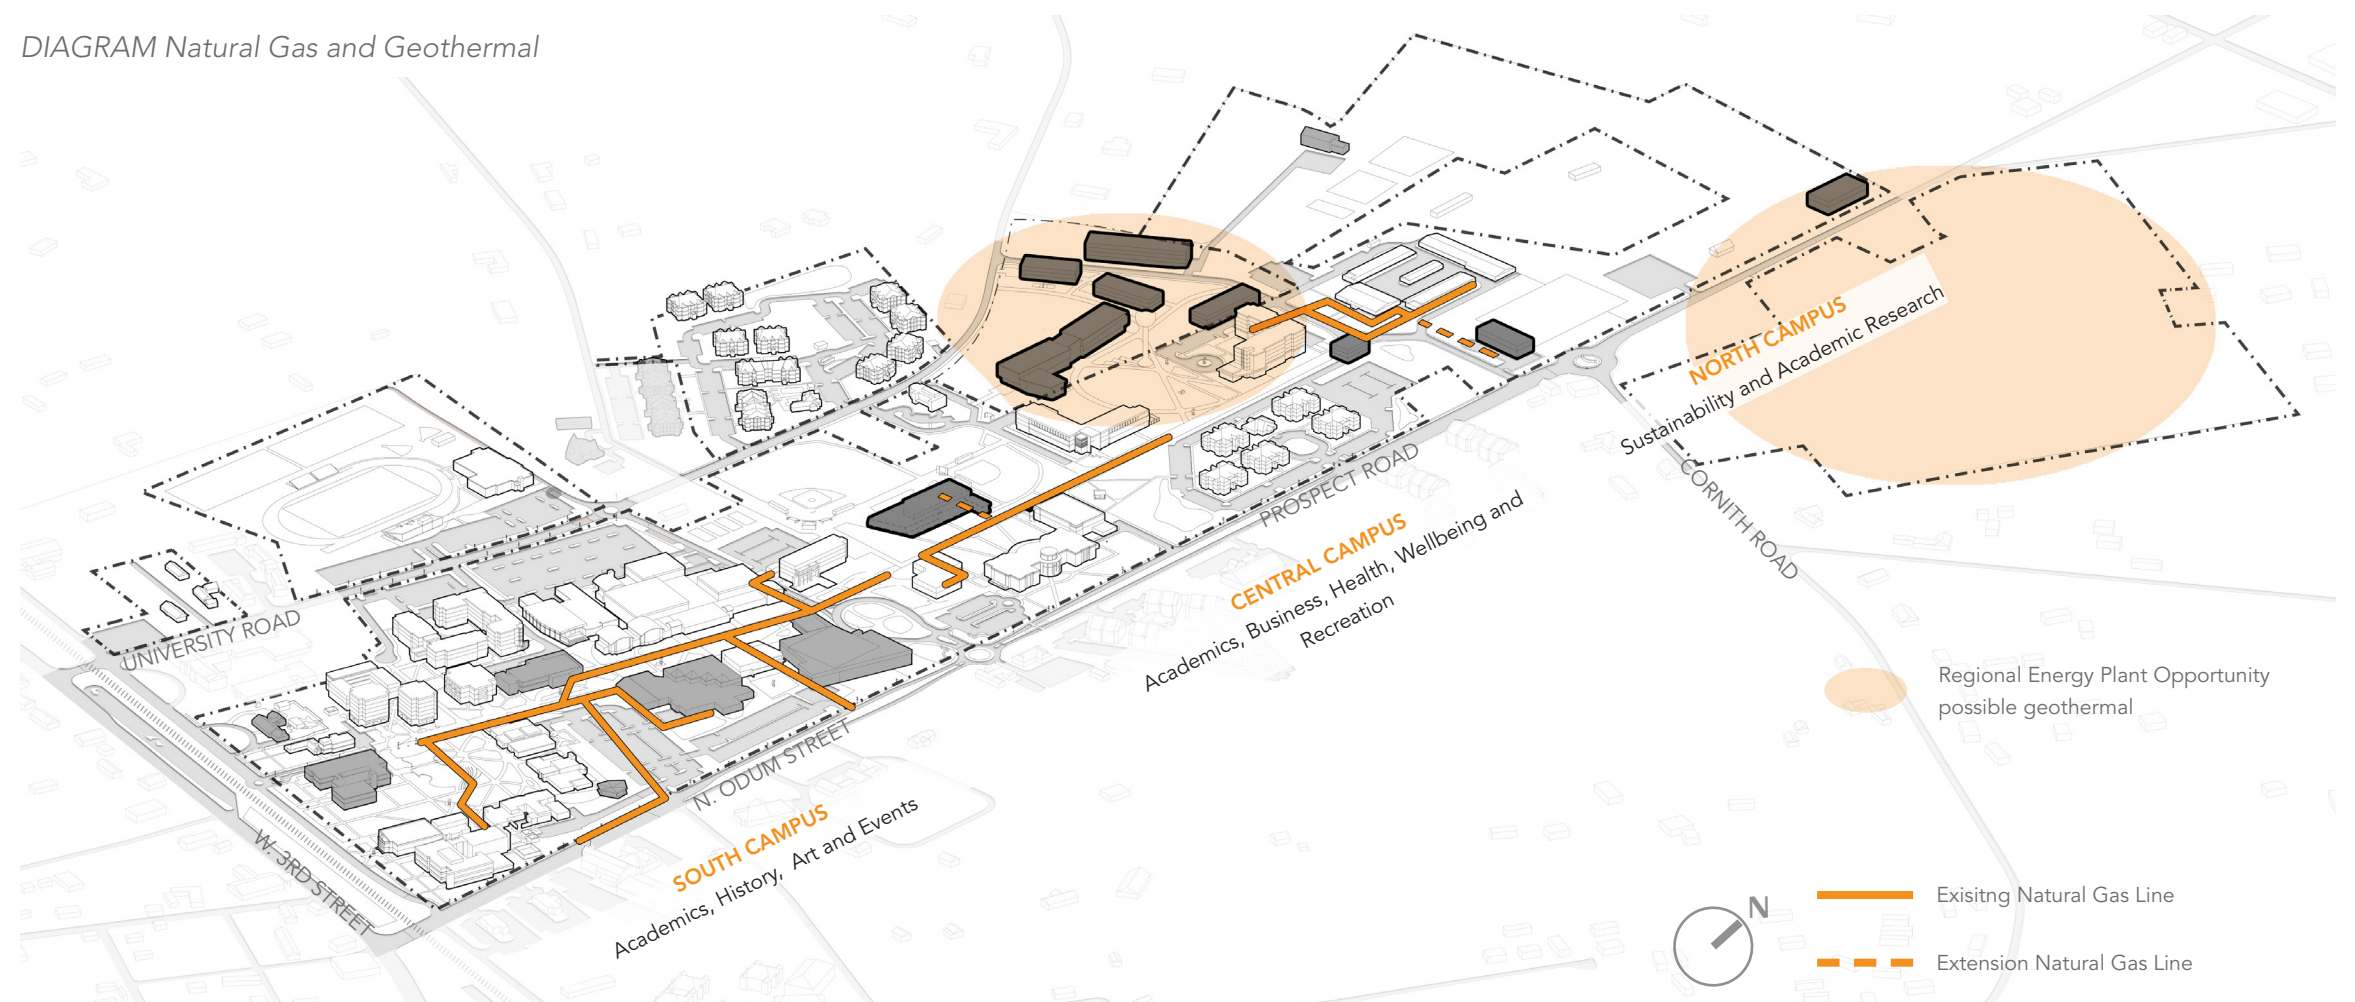 DIAGRAM Natural Gas and Geothermal
NORTH CAMPUS
Sustainability and Academic Research
UNIVERSITY ROAD
PROSPECT ROAD
CORNITH ROAD
CENTRAL CAMPUS
Academics, Business, Health, Wellbeing and
Recreation
N. ODUM STREET
W. 3RD STREET
SOUTH CAMPUS
Academics, History, Art and Events
Regional Energy Plant Opportunity
possible geothermal
N
Exisitng Natural Gas Line
Extension Natural Gas Line